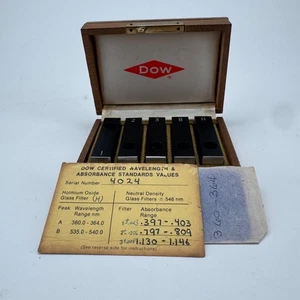 DOW
DOW CERTIFIED WAVELENGTH &
ABSORBANCE STANDARDS VALUES
Serial Number 4024
Holmium Oxide
Glass Filter (H)
Neutral Density
Glass Filters ± 546 nm
Peak Wavelength
Range nm
Filter Absorbance
Range
A 360.0 - 364.0
.397 - .403
B 535.0 - 540.0
.797 - .809
1.130 - 1.146
(See reverse side for instructions)
360 364